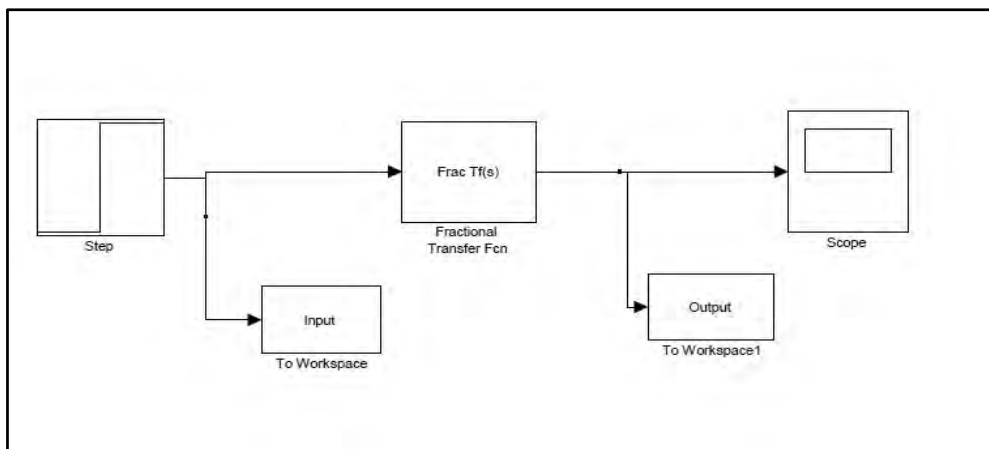 Frac Tf(s)
Step
Fractional
Transfer Fcn
Scope
Input
Output
To Workspace
To Workspace1